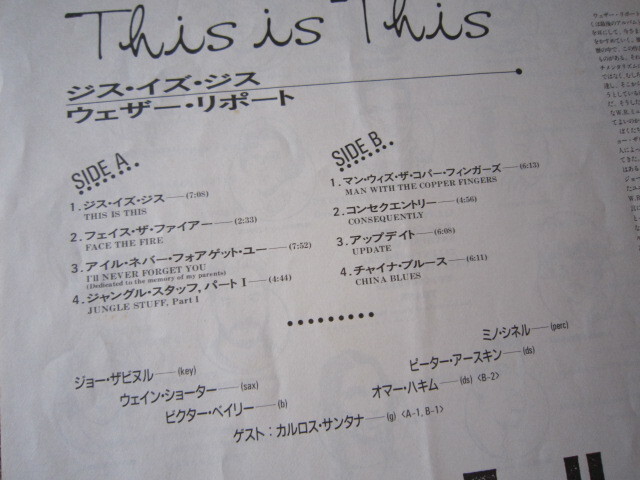 This is This
ジス・イズ・ジス
ウェザー・リポート
SIDE A
1. ジス・イズ・ジス——(7:08)
THIS IS THIS
2. フェイス・ザ・ファイアー——(2:33)
FACE THE FIRE
3. アイル・ネバー・フォアゲット・ユー——(7:52)
I'LL NEVER FORGET YOU
(Dedicated to the memory of my parents)
4. ジャングル・スタッフ, パート I——(4:44)
JUNGLE STUFF, Part I
SIDE B
1. マン・ウィズ・ザ・コパー・フィンガーズ——(6:13)
MAN WITH THE COPPER FINGERS
2. コンセクエントリー——(4:56)
CONSEQUENTLY
3. アップデイト——(6:08)
UPDATE
4. チャイナ・ブルース——(6:11)
CHINA BLUES
ジョー・ザビヌル——(key)
ウェイン・ショーター——(sax)
ビクター・ベイリー——(b)
ミノ・シネル——(perc)
ピーター・アースキン——(ds)
オマー・ハキム——(ds) <B-2>
ゲスト：カルロス・サンタナ——(g) <A-1, B-1>